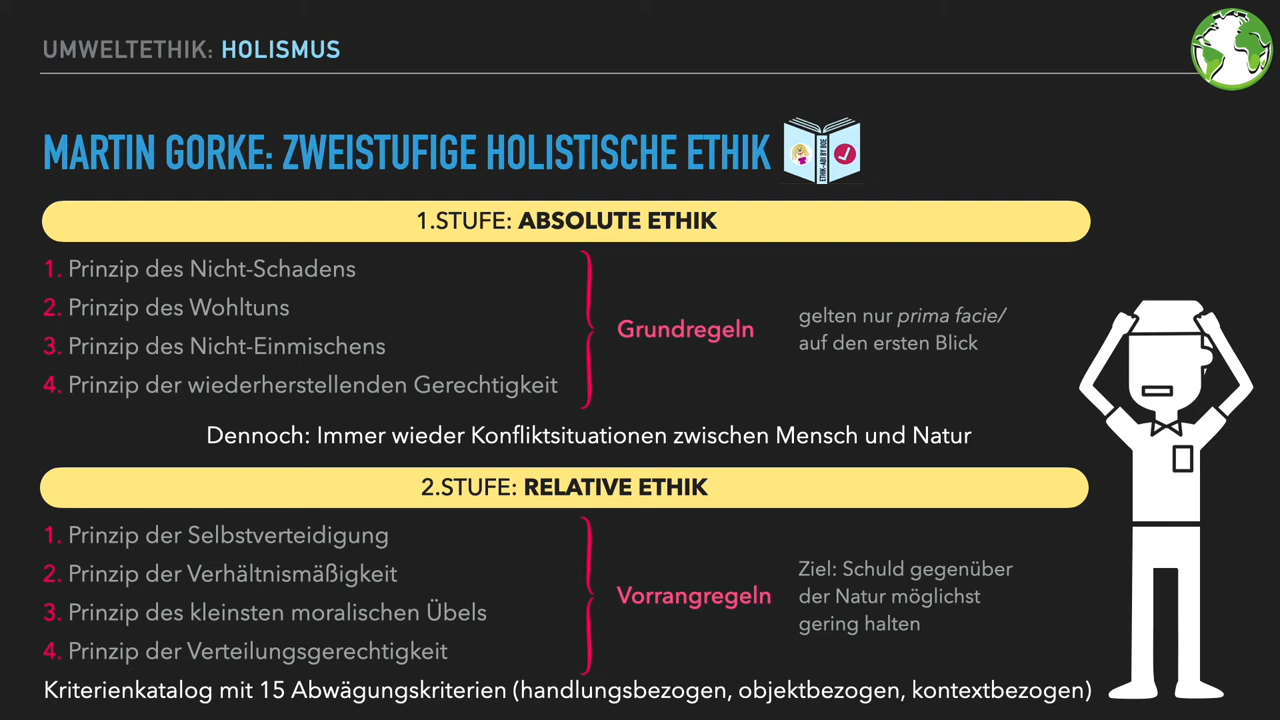 UMWELTETHIK: HOLISMUS
MARTIN GORKE: ZWEISTUFIGE HOLISTISCHE ETHIK
ETHIK-ABI BY BOE
1.STUFE: ABSOLUTE ETHIK
1. Prinzip des Nicht-Schadens
2. Prinzip des Wohltuns
3. Prinzip des Nicht-Einmischens
4. Prinzip der wiederherstellenden Gerechtigkeit
Grundregeln
gelten nur prima facie/
auf den ersten Blick
Dennoch: Immer wieder Konfliktsituationen zwischen Mensch und Natur
2.STUFE: RELATIVE ETHIK
1. Prinzip der Selbstverteidigung
2. Prinzip der Verhältnismäßigkeit
3. Prinzip des kleinsten moralischen Übels
4. Prinzip der Verteilungsgerechtigkeit
Vorrangregeln
Ziel: Schuld gegenüber
der Natur möglichst
gering halten
Kriterienkatalog mit 15 Abwägungskriterien (handlungsbezogen, objektbezogen, kontextbezogen)